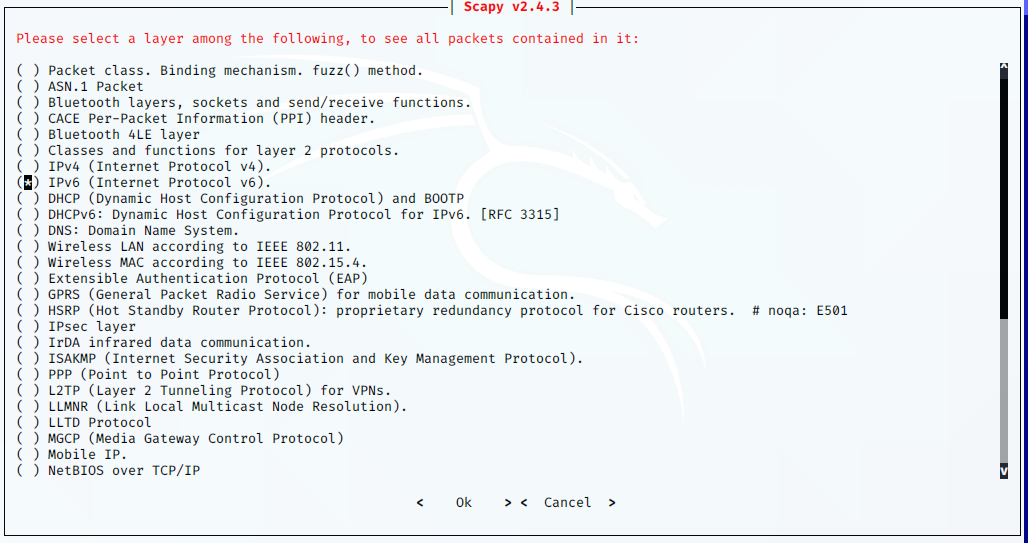 Scapy v2.4.3
Please select a layer among the following, to see all packets contained in it:
( ) Packet class. Binding mechanism. fuzz() method.
( ) ASN.1 Packet
( ) Bluetooth layers, sockets and send/receive functions.
( ) CACE Per-Packet Information (PPI) header.
( ) Bluetooth 4LE layer
( ) Classes and functions for layer 2 protocols.
( ) IPv4 (Internet Protocol v4).
(*) IPv6 (Internet Protocol v6).
( ) DHCP (Dynamic Host Configuration Protocol) and BOOTP
( ) DHCPv6: Dynamic Host Configuration Protocol for IPv6. [RFC 3315]
( ) DNS: Domain Name System.
( ) Wireless LAN according to IEEE 802.11.
( ) Wireless MAC according to IEEE 802.15.4.
( ) Extensible Authentication Protocol (EAP)
( ) GPRS (General Packet Radio Service) for mobile data communication.
( ) HSRP (Hot Standby Router Protocol): proprietary redundancy protocol for Cisco routers.  # noqa: E501
( ) IPsec layer
( ) IrDA infrared data communication.
( ) ISAKMP (Internet Security Association and Key Management Protocol).
( ) PPP (Point to Point Protocol)
( ) L2TP (Layer 2 Tunneling Protocol) for VPNs.
( ) LLMNR (Link Local Multicast Node Resolution).
( ) LLTD Protocol
( ) MGCP (Media Gateway Control Protocol)
( ) Mobile IP.
( ) NetBIOS over TCP/IP
<    Ok    > <  Cancel  >